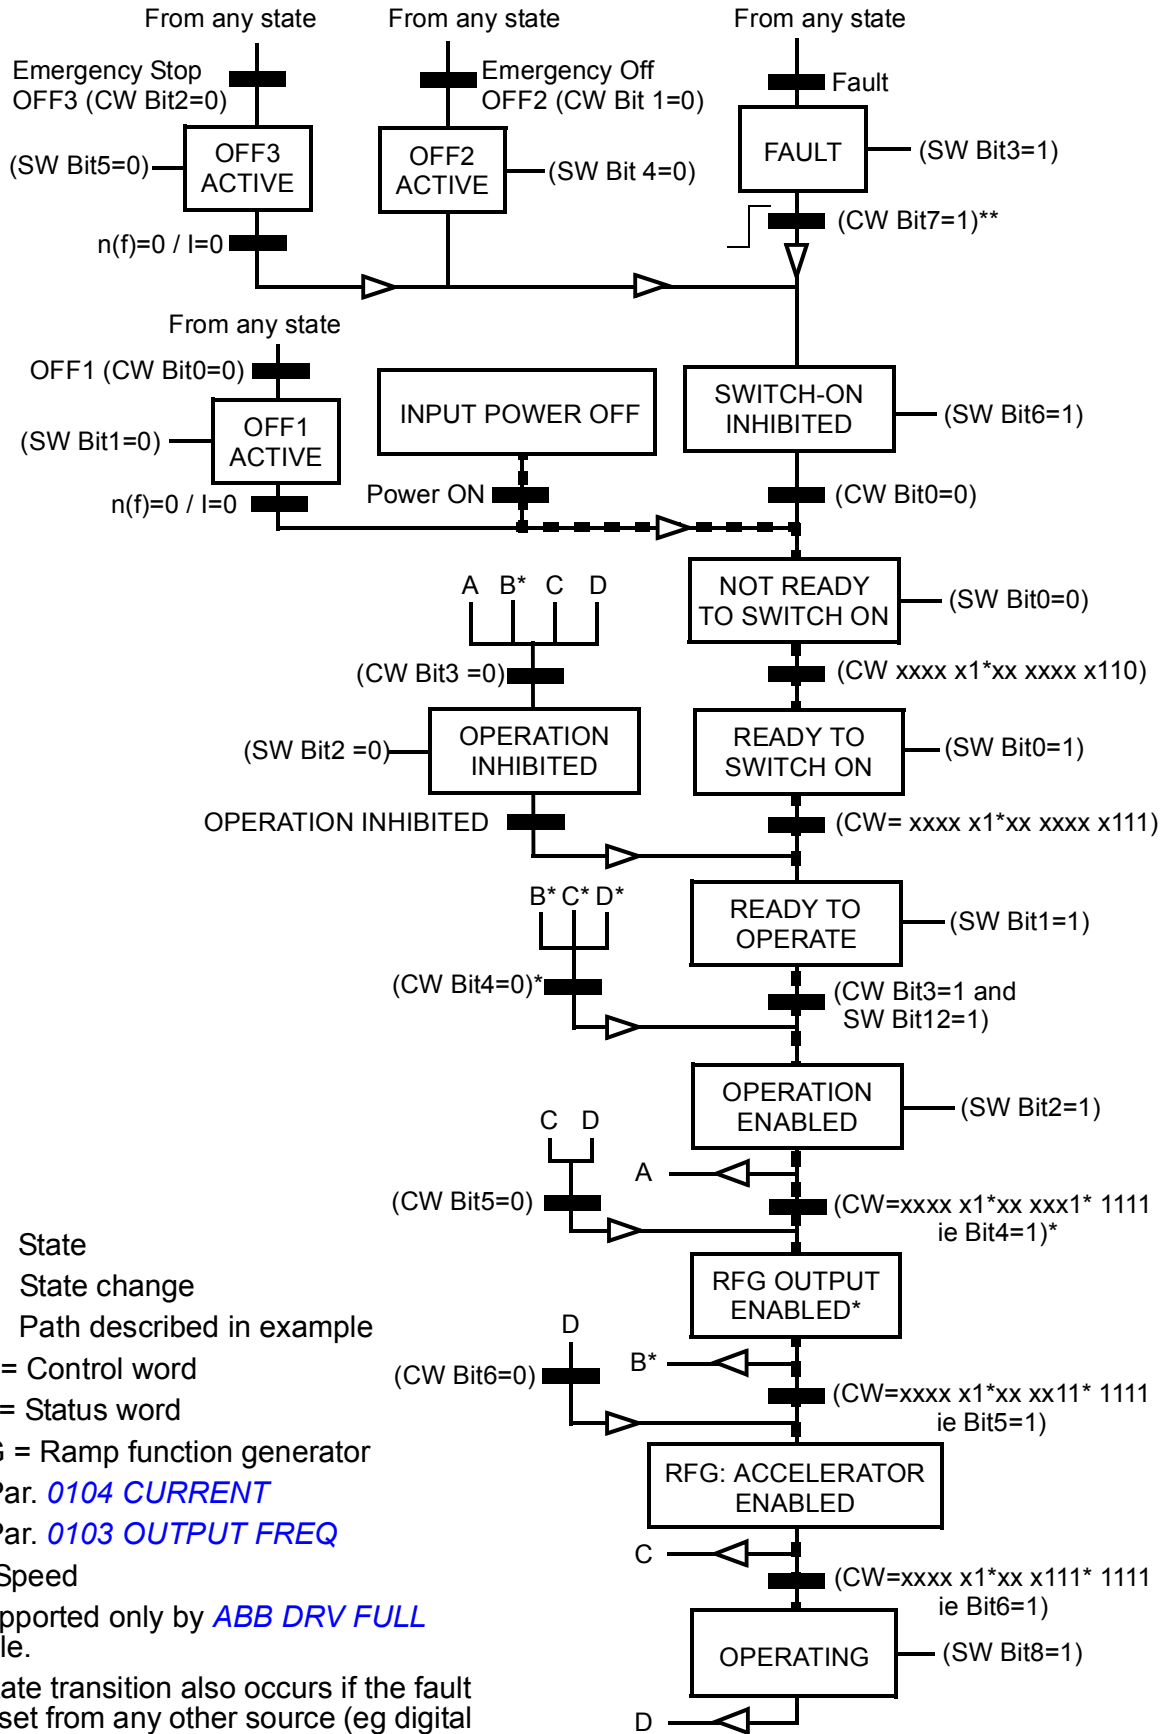 From any state
From any state
From any state
Emergency Stop
OFF3 (CW Bit2=0)
Emergency Off
OFF2 (CW Bit 1=0)
Fault
(SW Bit5=0)
OFF3
ACTIVE
OFF2
ACTIVE
(SW Bit 4=0)
FAULT
(SW Bit3=1)
n(f)=0 / I=0
(CW Bit7=1)**
From any state
OFF1 (CW Bit0=0)
(SW Bit1=0)
OFF1
ACTIVE
INPUT POWER OFF
SWITCH-ON
INHIBITED
(SW Bit6=1)
n(f)=0 / I=0
Power ON
(CW Bit0=0)
A B* C D
NOT READY
TO SWITCH ON
(SW Bit0=0)
(CW Bit3 =0)
(CW xxxx x1*xx xxxx x110)
(SW Bit2 =0)
OPERATION
INHIBITED
READY TO
SWITCH ON
(SW Bit0=1)
OPERATION INHIBITED
(CW= xxxx x1*xx xxxx x111)
B* C* D*
READY TO
OPERATE
(SW Bit1=1)
(CW Bit4=0)*
(CW Bit3=1 and
SW Bit12=1)
OPERATION
ENABLED
(SW Bit2=1)
C D
A
(CW Bit5=0)
(CW=xxxx x1*xx xxx1* 1111
ie Bit4=1)*
RFG OUTPUT
ENABLED*
D
B*
(CW Bit6=0)
(CW=xxxx x1*xx xx11* 1111
ie Bit5=1)
RFG: ACCELERATOR
ENABLED
C
(CW=xxxx x1*xx x111* 1111
ie Bit6=1)
OPERATING
(SW Bit8=1)
D
State
State change
Path described in example
= Control word
= Status word
= Ramp function generator
Par. 0104 CURRENT
Par. 0103 OUTPUT FREQ
Speed
pported only by ABB DRV FULL
le.
ate transition also occurs if the fault
set from any other source (eg digital